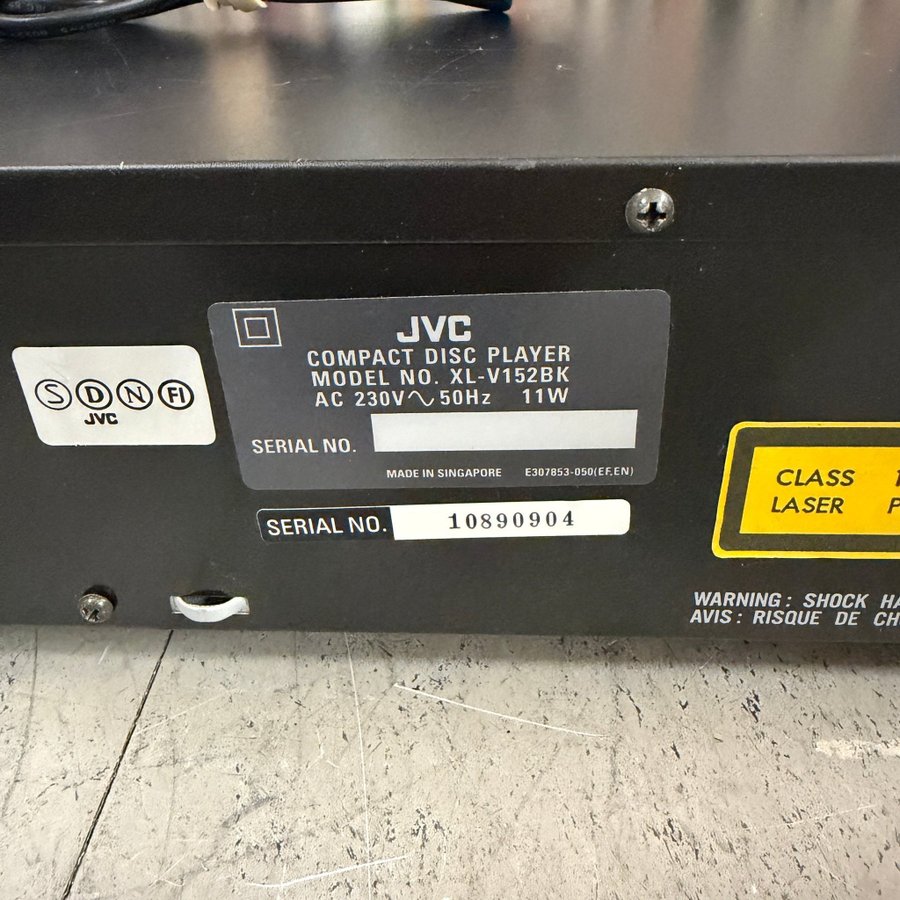 JVC
COMPACT DISC PLAYER
MODEL NO. XL-V152BK
AC 230V∿50Hz 11W
SERIAL NO.
MADE IN SINGAPORE E307853-050(EF,EN)
S D N FI
JVC
SERIAL NO. 10890904
CLASS 1
LASER P
WARNING: SHOCK HA
AVIS: RISQUE DE CH